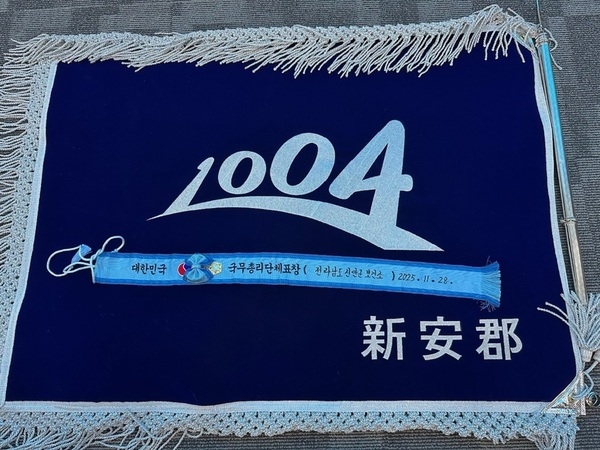 1004
대한민국 국무총리단체표창( 전라남도 신안군 보건소 ) 2025.11.28.
新安郡